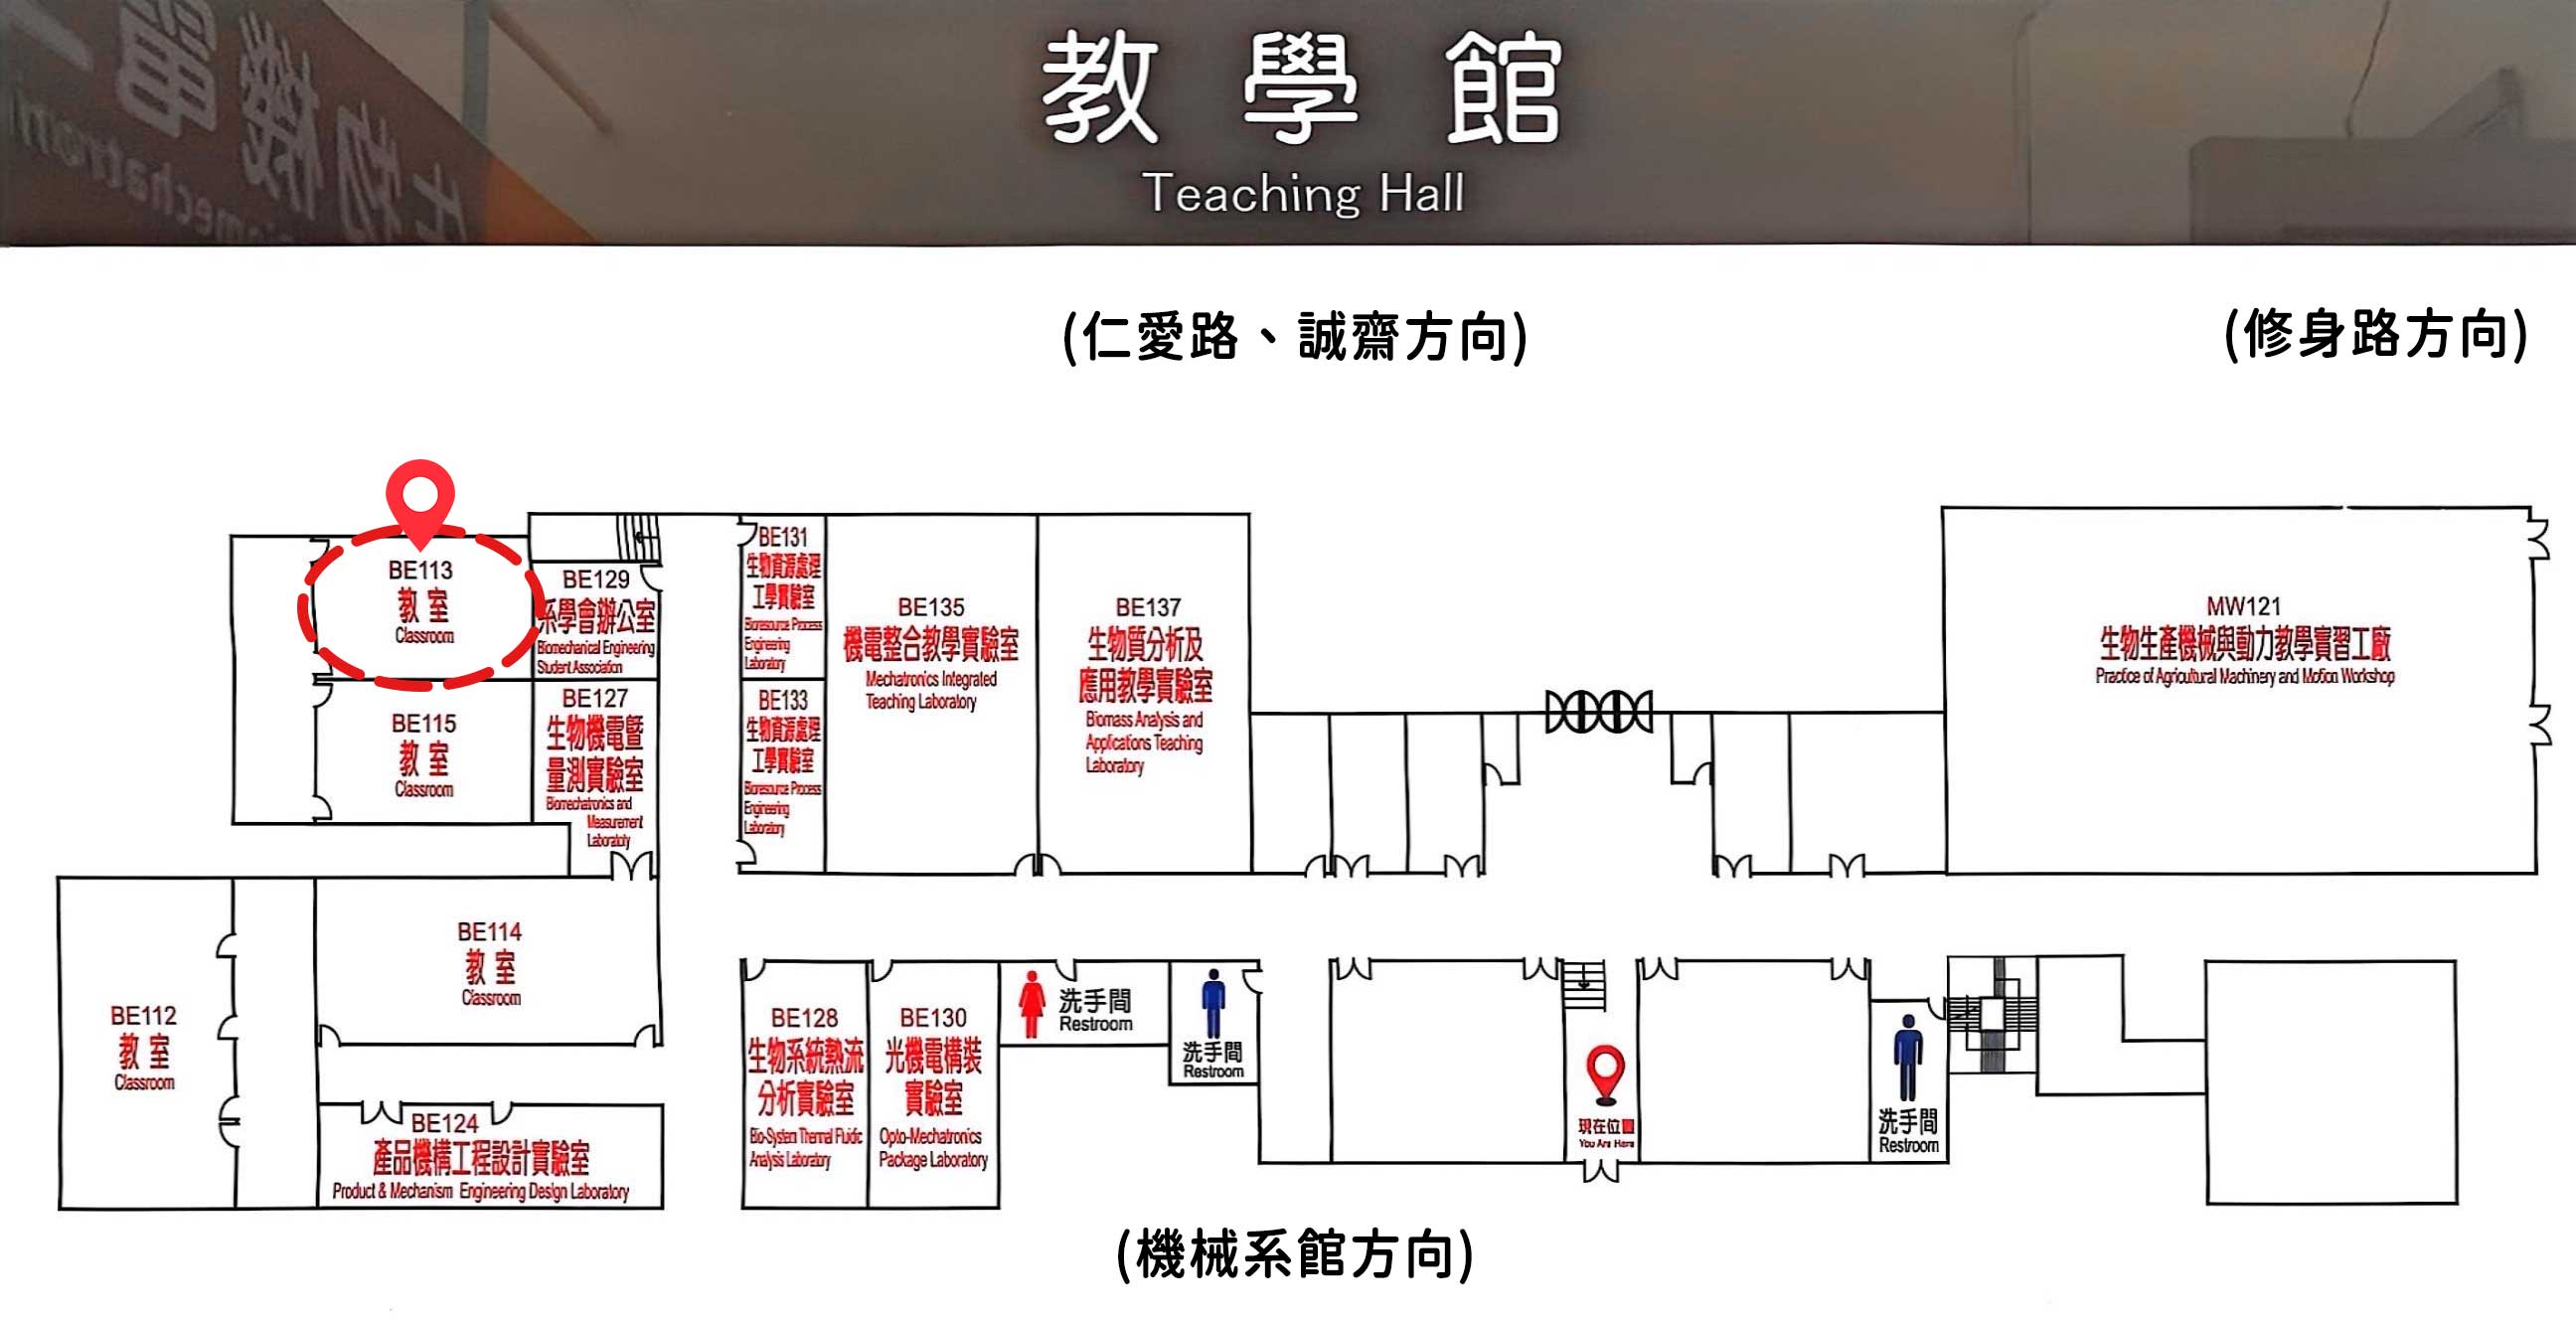 教學館
Teaching Hall
(仁愛路、誠齋方向)
(修身路方向)
BE113
教室
Classroom
BE129
系學會辦公室
Biomechanical Engineering
Student Association
BE115
教室
Classroom
BE127
生物機電暨
量測實驗室
Biomechatronics and
Measurement
Laboratoty
BE131
生物資源處理
工學實驗室
Bioresource Process
Engineering
Laboratory
BE133
生物資源處理
工學實驗室
Bioresource Process
Engineering
Laboratory
BE135
機電整合教學實驗室
Mechatronics Integrated
Teaching Laboratory
BE137
生物質分析及
應用教學實驗室
Biomass Analysis and
Applications Teaching
Laboratory
MW121
生物生產機械與動力教學實習工廠
Practice of Agricultural Machinery and Motion Workshop
BE112
教室
Classroom
BE114
教室
Classroom
BE124
產品機構工程設計實驗室
Product & Mechanism Engineering Design Laboratory
BE128
生物系統熱流
分析實驗室
Bio-System Thermal Fluidic
Analysis Laboratory
BE130
光機電構裝
實驗室
Opto-Mechatronics
Package Laboratory
洗手間
Restroom
洗手間
Restroom
現在位置
You Are Here
洗手間
Restroom
(機械系館方向)